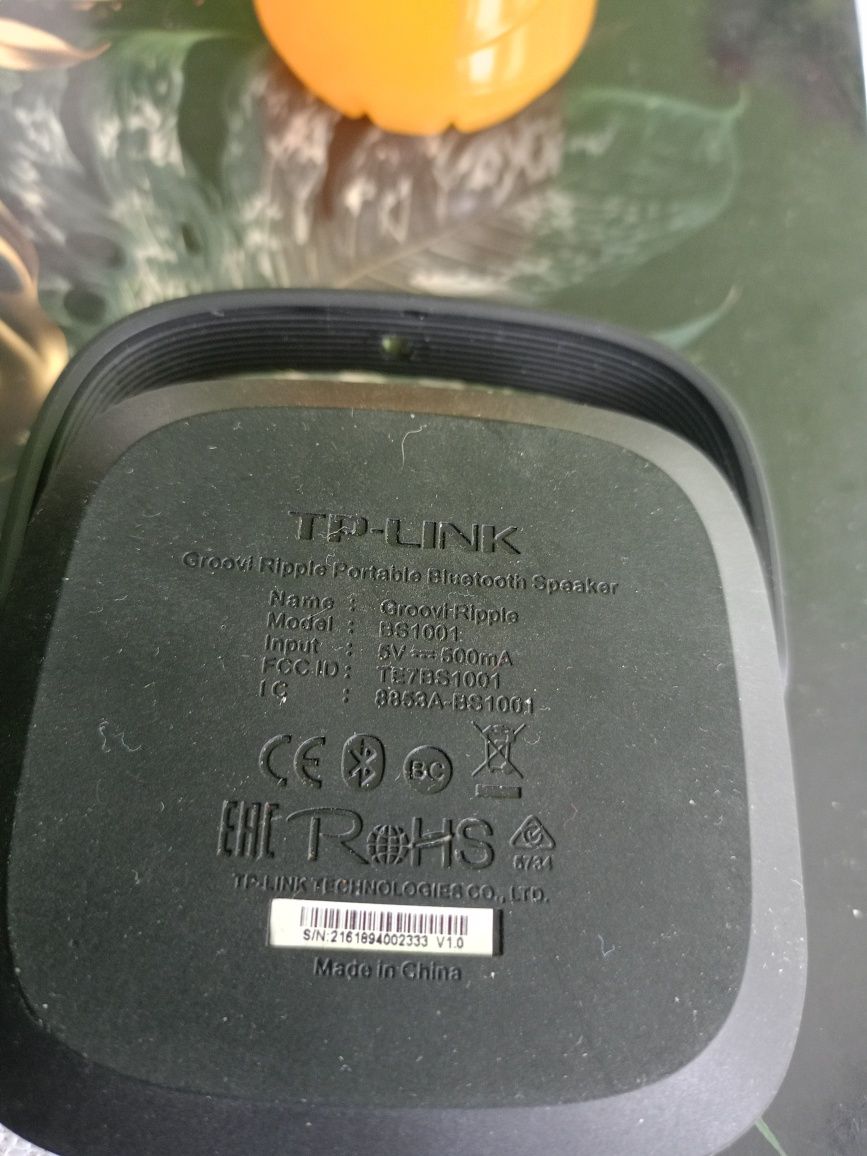 TP-LINK
Groovi Ripple Portable Bluetooth Speaker
Name : Groovi Ripple
Model : BS1001
Input : 5V ⎓ 500mA
FCC ID : TE7BS1001
IC : 8853A-BS1001
CE BC
EAC RoHS 5734
TP-LINK TECHNOLOGIES CO., LTD.
S/N:2161894002333 V1.0
Made in China